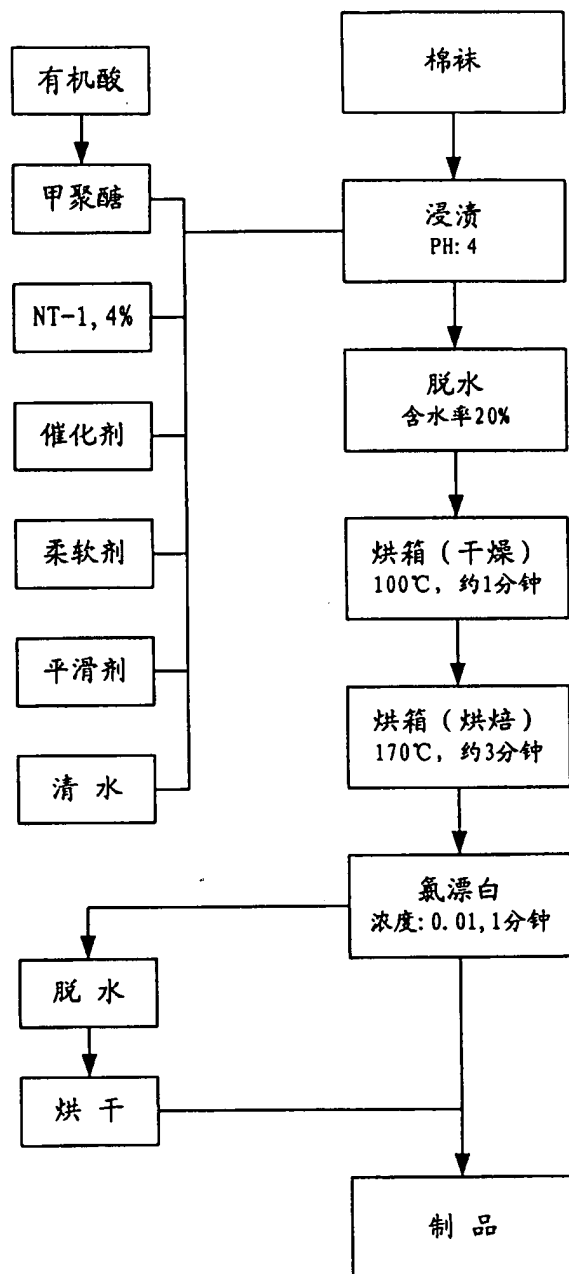 有机酸
棉袜
甲聚醣
浸渍
PH: 4
NT-1, 4%
脱水
含水率20%
催化剂
柔软剂
烘箱（干燥）
100℃, 约1分钟
平滑剂
烘箱（烘焙）
170℃, 约3分钟
清 水
氯漂白
浓度: 0.01, 1分钟
脱 水
烘 干
制 品